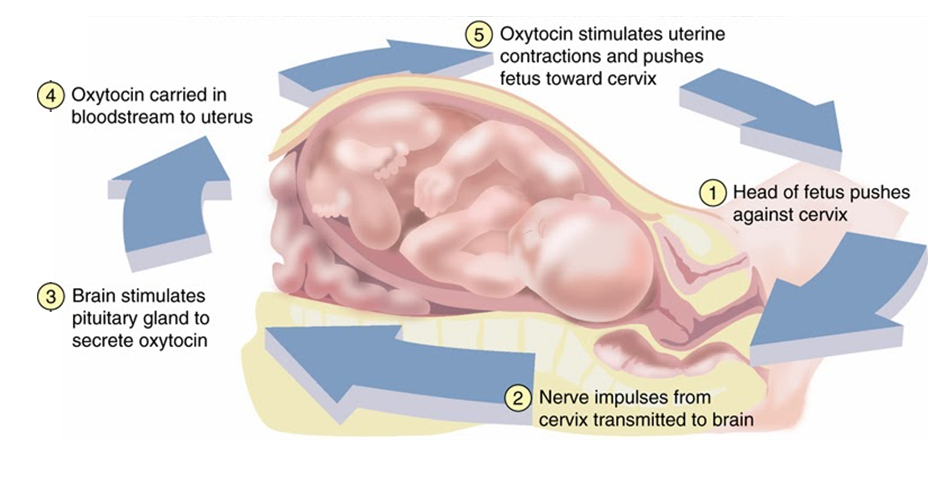 5 Oxytocin stimulates uterine
contractions and pushes
fetus toward cervix
4 Oxytocin carried in
bloodstream to uterus
1 Head of fetus pushes
against cervix
3 Brain stimulates
pituitary gland to
secrete oxytocin
2 Nerve impulses from
cervix transmitted to brain